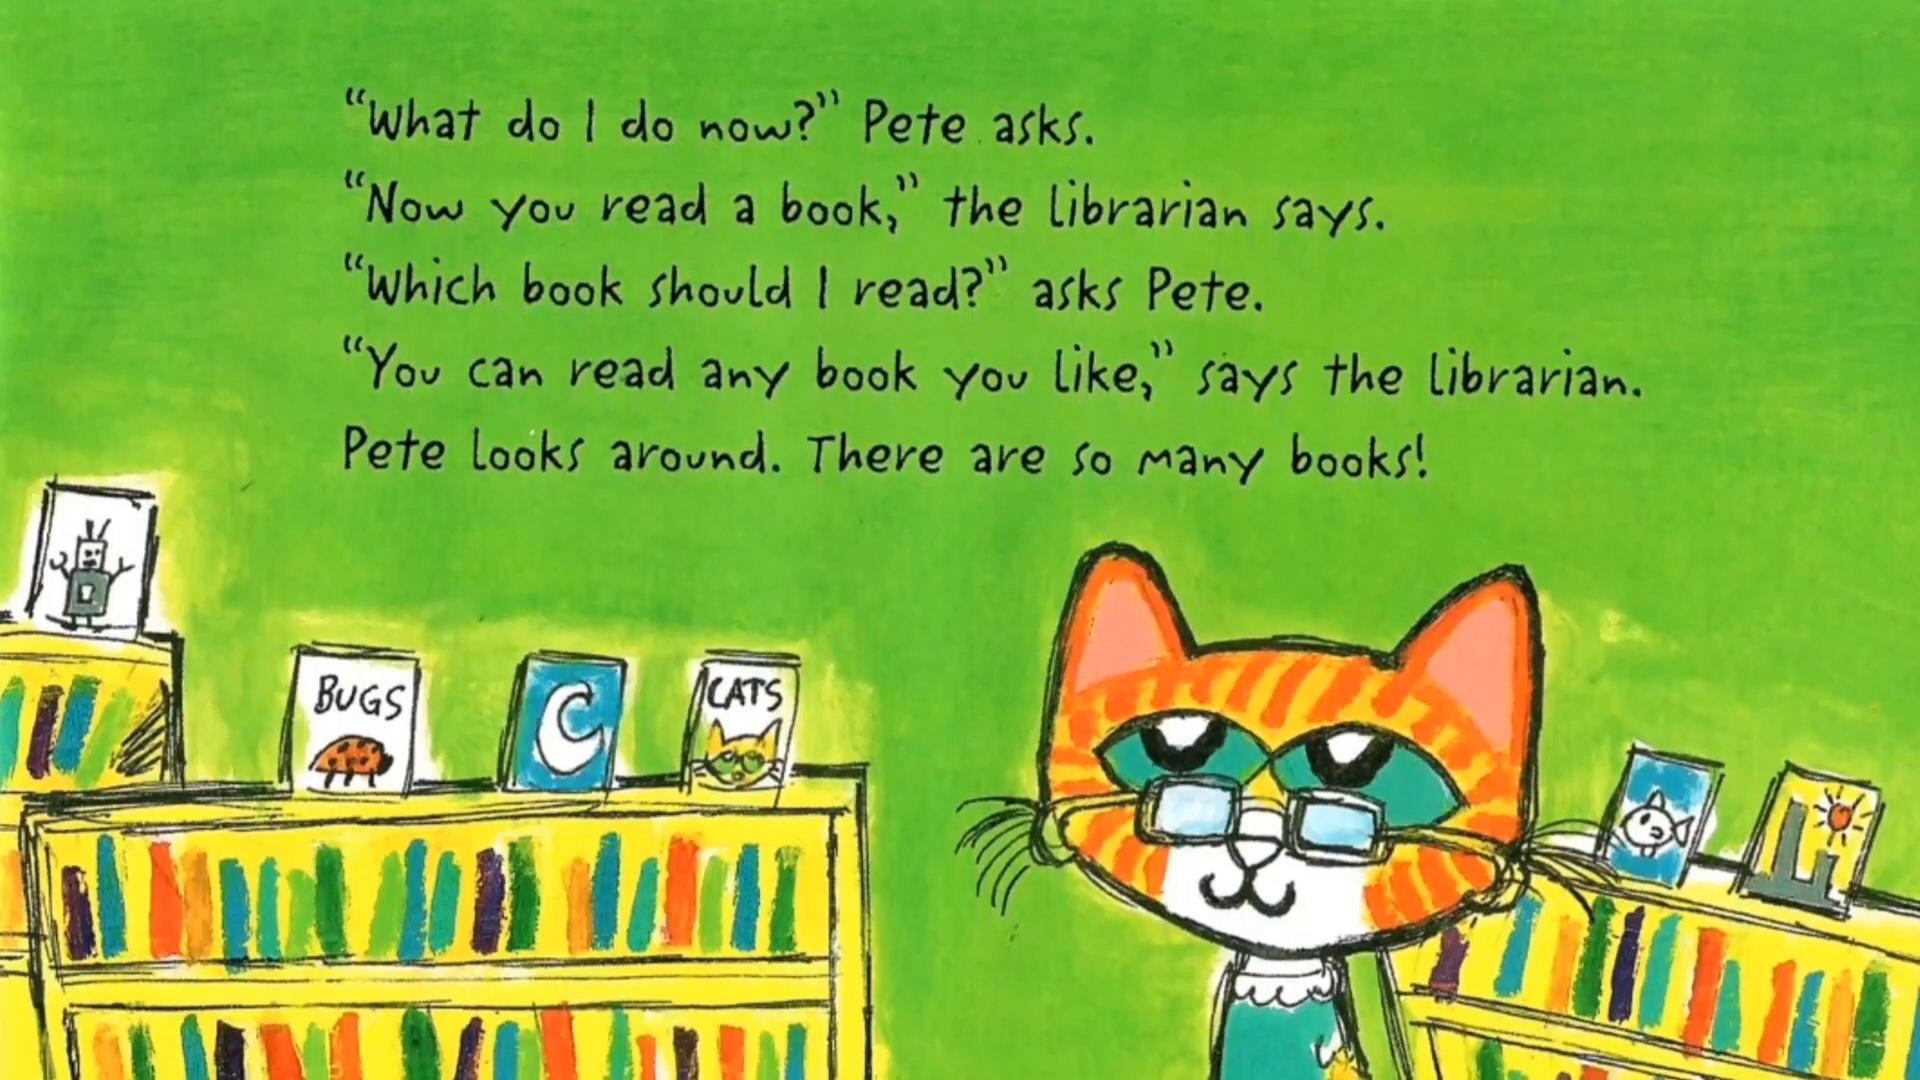 “What do I do now?” Pete asks.
“Now you read a book,” the librarian says.
“Which book should I read?” asks Pete.
“You can read any book you like,” says the librarian.
Pete looks around. There are so many books!
BUGS
CATS